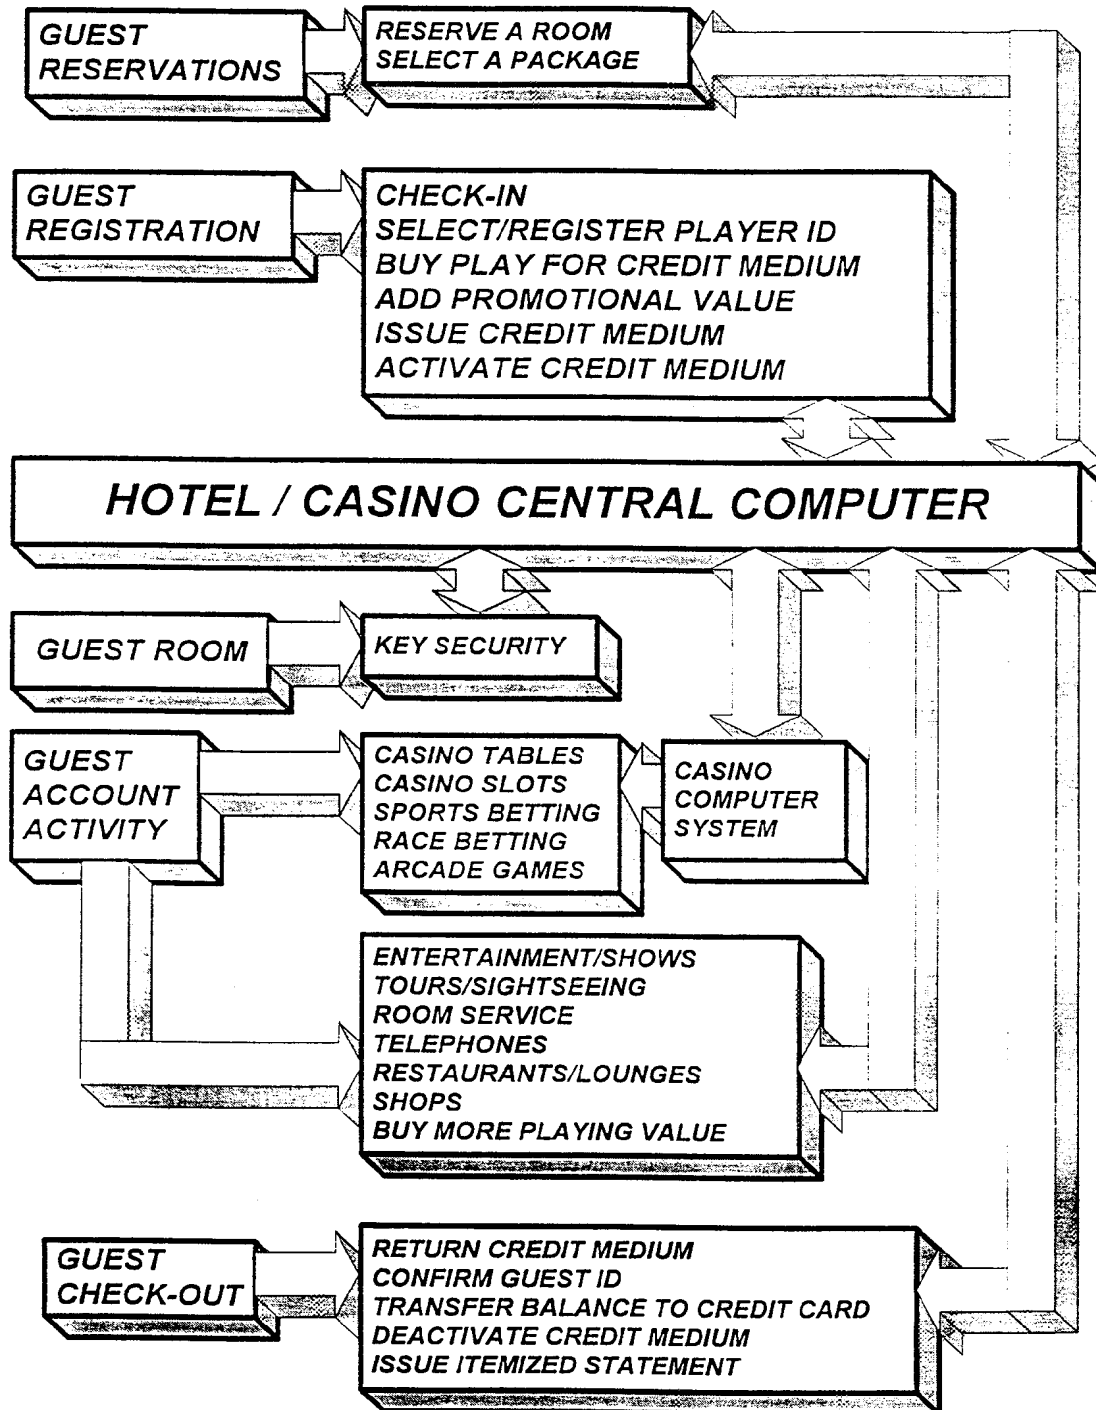 GUEST
RESERVATIONS
RESERVE A ROOM
SELECT A PACKAGE
GUEST
REGISTRATION
CHECK-IN
SELECT/REGISTER PLAYER ID
BUY PLAY FOR CREDIT MEDIUM
ADD PROMOTIONAL VALUE
ISSUE CREDIT MEDIUM
ACTIVATE CREDIT MEDIUM
HOTEL / CASINO CENTRAL COMPUTER
GUEST ROOM
KEY SECURITY
GUEST
ACCOUNT
ACTIVITY
CASINO TABLES
CASINO SLOTS
SPORTS BETTING
RACE BETTING
ARCADE GAMES
CASINO
COMPUTER
SYSTEM
ENTERTAINMENT/SHOWS
TOURS/SIGHTSEEING
ROOM SERVICE
TELEPHONES
RESTAURANTS/LOUNGES
SHOPS
BUY MORE PLAYING VALUE
GUEST
CHECK-OUT
RETURN CREDIT MEDIUM
CONFIRM GUEST ID
TRANSFER BALANCE TO CREDIT CARD
DEACTIVATE CREDIT MEDIUM
ISSUE ITEMIZED STATEMENT